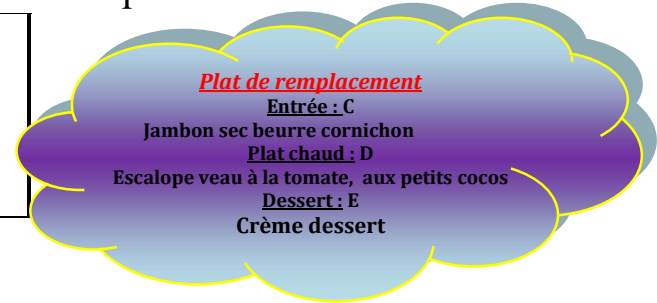 Plat de remplacement
Entrée : C
Jambon sec beurre cornichon
Plat chaud : D
Escalope veau à la tomate, aux petits cocos
Dessert : E
Crème dessert